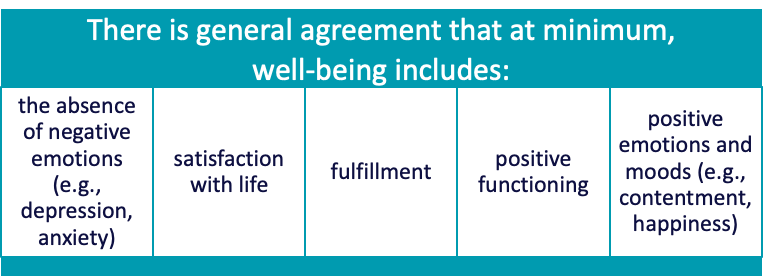 There is general agreement that at minimum,
well-being includes:
the absence
of negative
emotions
(e.g.,
depression,
anxiety)
satisfaction
with life
fulfillment
positive
functioning
positive
emotions and
moods (e.g.,
contentment,
happiness)